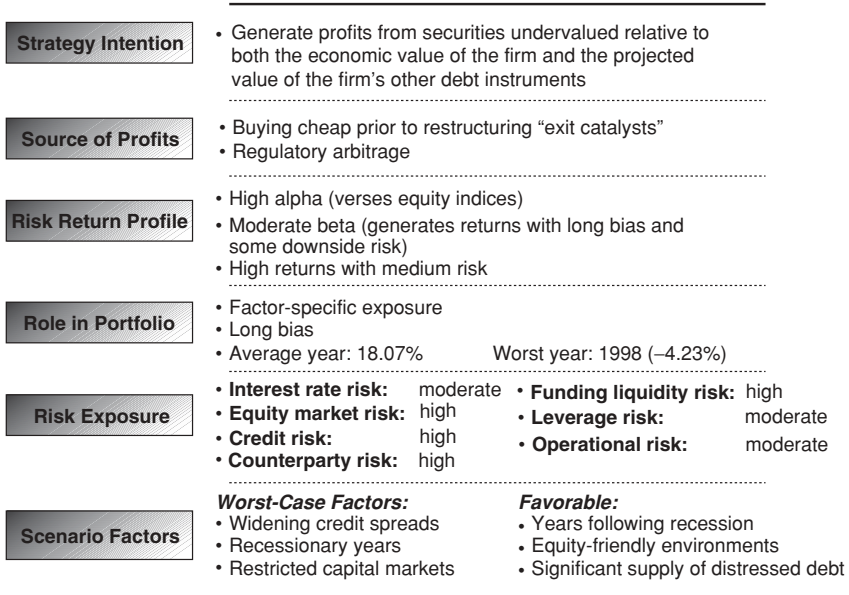 Strategy Intention
• Generate profits from securities undervalued relative to
both the economic value of the firm and the projected
value of the firm's other debt instruments
Source of Profits
• Buying cheap prior to restructuring “exit catalysts”
• Regulatory arbitrage
Risk Return Profile
• High alpha (verses equity indices)
• Moderate beta (generates returns with long bias and
some downside risk)
• High returns with medium risk
Role in Portfolio
• Factor-specific exposure
• Long bias
• Average year: 18.07% Worst year: 1998 (−4.23%)
Risk Exposure
• Interest rate risk: moderate • Funding liquidity risk: high
• Equity market risk: high • Leverage risk: moderate
• Credit risk: high • Operational risk: moderate
• Counterparty risk: high
Scenario Factors
Worst-Case Factors: Favorable:
• Widening credit spreads • Years following recession
• Recessionary years • Equity-friendly environments
• Restricted capital markets • Significant supply of distressed debt